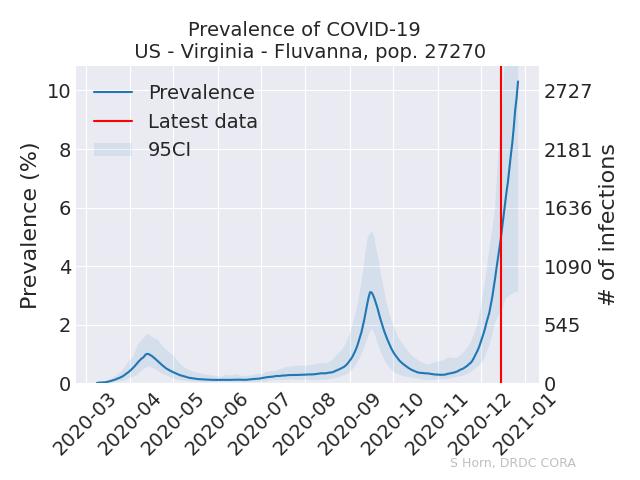 Prevalence of COVID-19
US - Virginia - Fluvanna, pop. 27270
Prevalence
Latest data
95CI
Prevalence (%)
10
8
6
4
2
0
2727
2181
1636
1090
545
0
# of infections
2020-03
2020-04
2020-05
2020-06
2020-07
2020-08
2020-09
2020-10
2020-11
2020-12
2021-01
S Horn, DRDC CORA